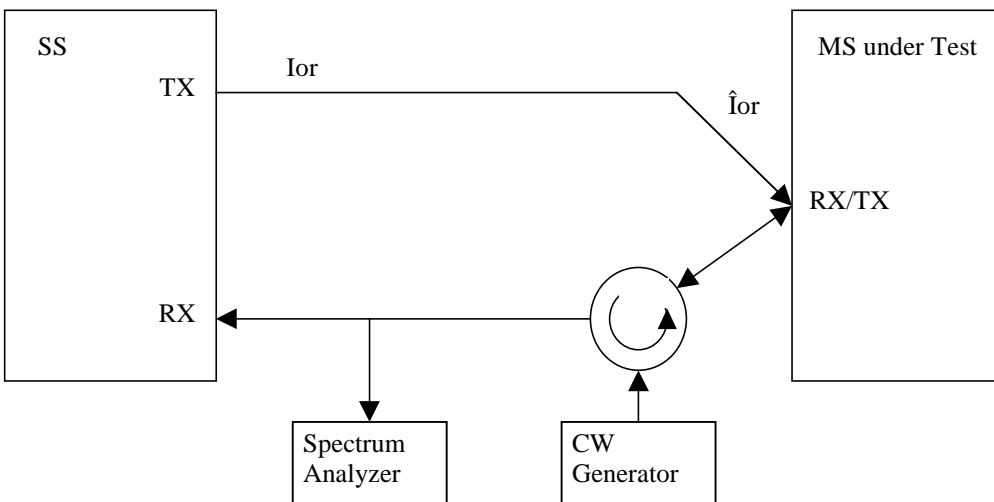 SS
MS under Test
TX
Ior
Îor
RX/TX
RX
Spectrum
Analyzer
CW
Generator